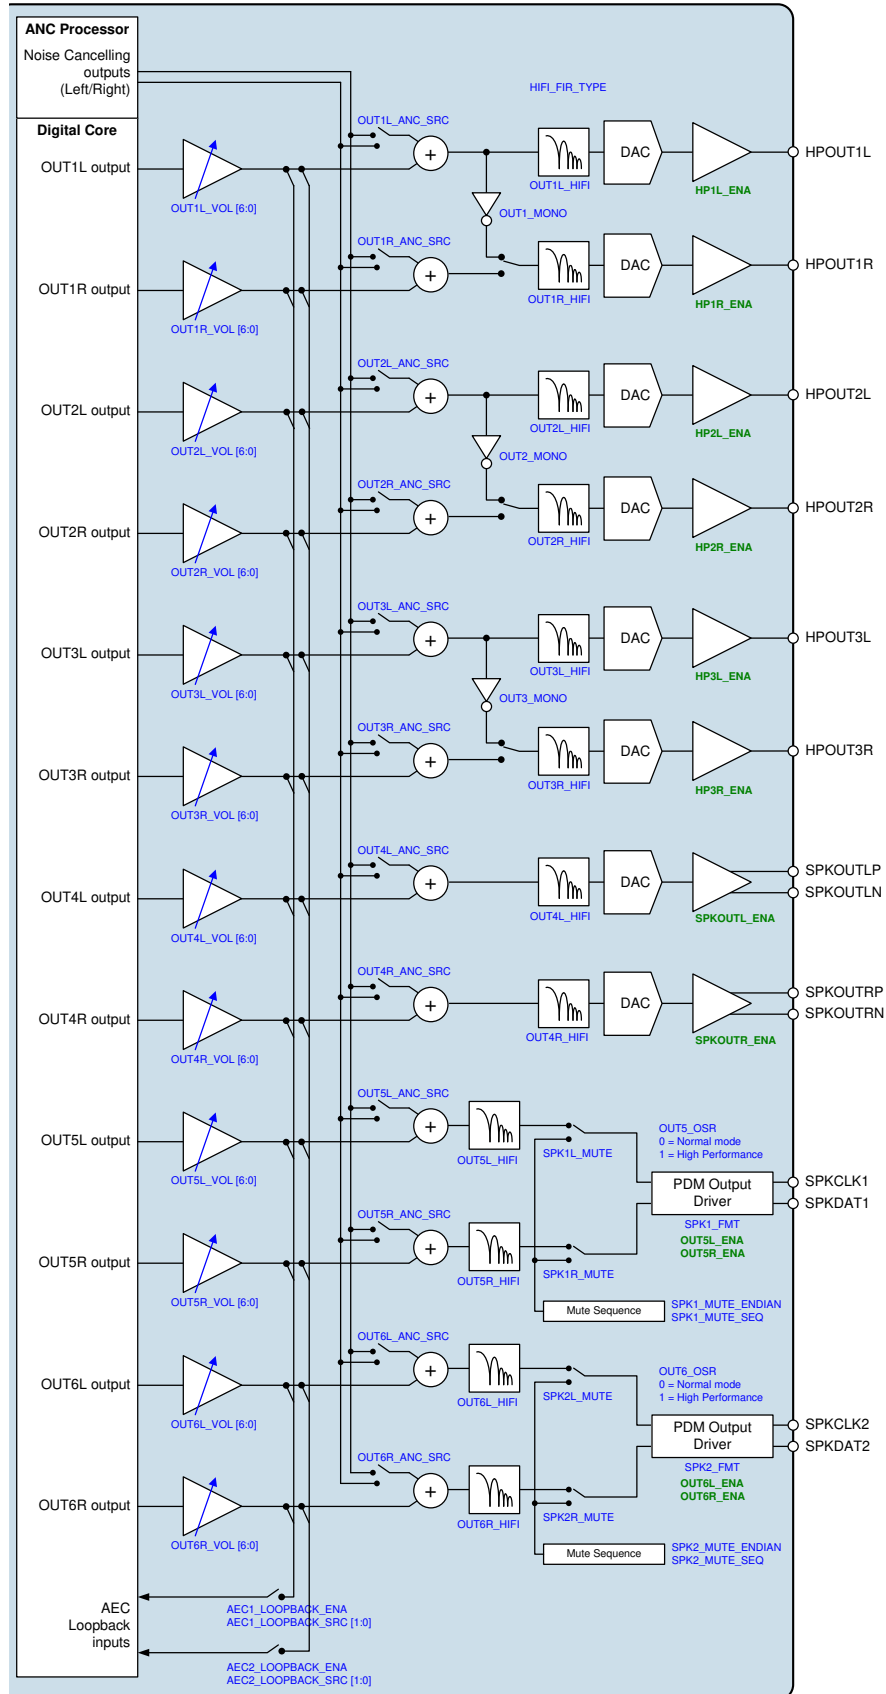 ANC Processor
Noise Cancelling
outputs
(Left/Right)
HIFI_FIR_TYPE
Digital Core
OUT1L_ANC_SRC
OUT1L output
OUT1L_VOL [6:0]
+
OUT1L_HIFI
DAC
HP1L_ENA
HPOUT1L
OUT1_MONO
OUT1R_ANC_SRC
OUT1R output
OUT1R_VOL [6:0]
+
OUT1R_HIFI
DAC
HP1R_ENA
HPOUT1R
OUT2L_ANC_SRC
OUT2L output
OUT2L_VOL [6:0]
+
OUT2L_HIFI
DAC
HP2L_ENA
HPOUT2L
OUT2_MONO
OUT2R_ANC_SRC
OUT2R output
OUT2R_VOL [6:0]
+
OUT2R_HIFI
DAC
HP2R_ENA
HPOUT2R
OUT3L_ANC_SRC
OUT3L output
OUT3L_VOL [6:0]
+
OUT3L_HIFI
DAC
HP3L_ENA
HPOUT3L
OUT3_MONO
OUT3R_ANC_SRC
OUT3R output
OUT3R_VOL [6:0]
+
OUT3R_HIFI
DAC
HP3R_ENA
HPOUT3R
OUT4L_ANC_SRC
OUT4L output
OUT4L_VOL [6:0]
+
OUT4L_HIFI
DAC
SPKOUTL_ENA
SPKOUTLP
SPKOUTLN
OUT4R_ANC_SRC
OUT4R output
OUT4R_VOL [6:0]
+
OUT4R_HIFI
DAC
SPKOUTR_ENA
SPKOUTRP
SPKOUTRN
OUT5L_ANC_SRC
OUT5L output
OUT5L_VOL [6:0]
+
OUT5L_HIFI
SPK1L_MUTE
OUT5_OSR
0 = Normal mode
1 = High Performance
PDM Output
Driver
SPK1_FMT
OUT5L_ENA
OUT5R_ENA
SPKCLK1
SPKDAT1
OUT5R_ANC_SRC
OUT5R output
OUT5R_VOL [6:0]
+
OUT5R_HIFI
SPK1R_MUTE
Mute Sequence
SPK1_MUTE_ENDIAN
SPK1_MUTE_SEQ
OUT6L_ANC_SRC
OUT6L output
OUT6L_VOL [6:0]
+
OUT6L_HIFI
SPK2L_MUTE
OUT6_OSR
0 = Normal mode
1 = High Performance
PDM Output
Driver
SPK2_FMT
OUT6L_ENA
OUT6R_ENA
SPKCLK2
SPKDAT2
OUT6R_ANC_SRC
OUT6R output
OUT6R_VOL [6:0]
+
OUT6R_HIFI
SPK2R_MUTE
Mute Sequence
SPK2_MUTE_ENDIAN
SPK2_MUTE_SEQ
AEC
Loopback
inputs
AEC1_LOOPBACK_ENA
AEC1_LOOPBACK_SRC [1:0]
AEC2_LOOPBACK_ENA
AEC2_LOOPBACK_SRC [1:0]